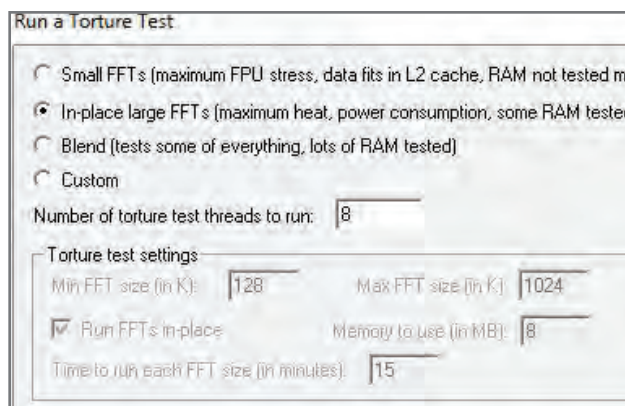 Run a Torture Test
Small FFTs (maximum FPU stress, data fits in L2 cache, RAM not tested m
In-place large FFTs (maximum heat, power consumption, some RAM tested
Blend (tests some of everything, lots of RAM tested)
Custom
Number of torture test threads to run: 8
Torture test settings
Min FFT size (in K): 128 Max FFT size (in K) 1024
Run FFTs in-place Memory to use (in MB): 8
Time to run each FFT size (in minutes): 15